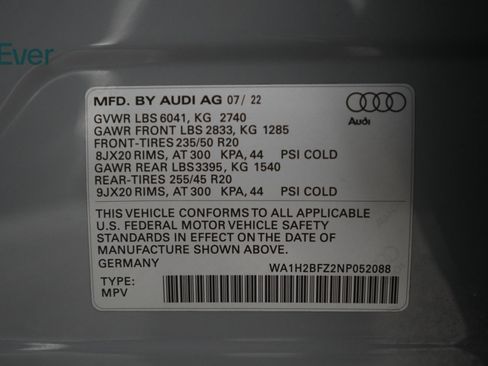 Ever
MFD. BY AUDI AG 07/ 22
GVWR LBS 6041, KG 2740
GAWR FRONT LBS 2833, KG 1285
FRONT-TIRES 235/50 R20
8JX20 RIMS, AT 300 KPA, 44 PSI COLD
GAWR REAR LBS3395, KG 1540
REAR-TIRES 255/45 R20
9JX20 RIMS, AT 300 KPA, 44 PSI COLD
Audi
THIS VEHICLE CONFORMS TO ALL APPLICABLE
U.S. FEDERAL MOTOR VEHICLE SAFETY
STANDARDS IN EFFECT ON THE DATE OF
MANUFACTURE SHOWN ABOVE.
GERMANY
WA1H2BFZ2NP052088
TYPE:
MPV